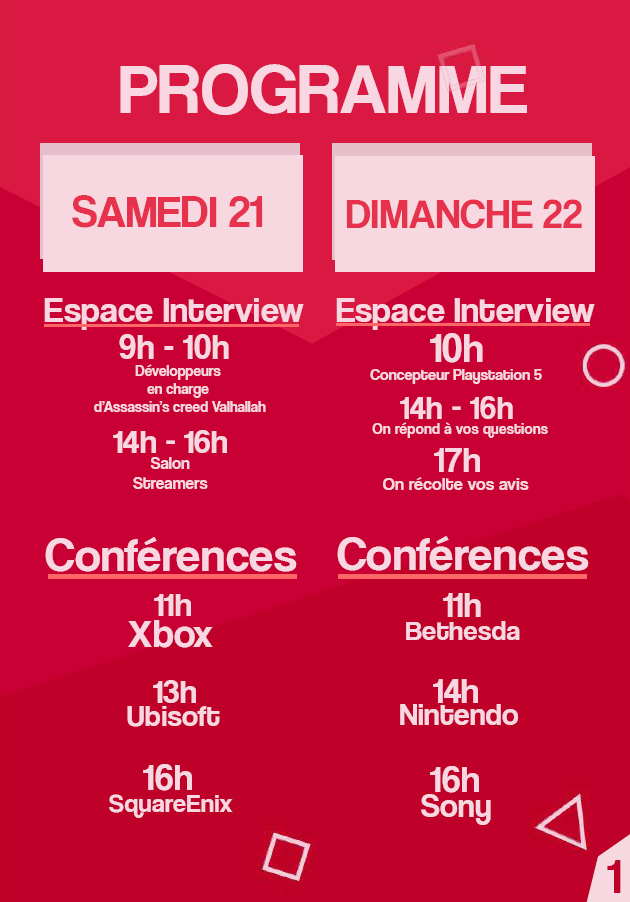 PROGRAMME
SAMEDI 21
Espace Interview
9h - 10h
Développeurs
en charge
d'Assassin's creed Valhallah
14h - 16h
Salon
Streamers
Conférences
11h
Xbox
13h
Ubisoft
16h
SquareEnix
DIMANCHE 22
Espace Interview
10h
Concepteur Playstation 5
14h - 16h
On répond à vos questions
17h
On récolte vos avis
Conférences
11h
Bethesda
14h
Nintendo
16h
Sony
1